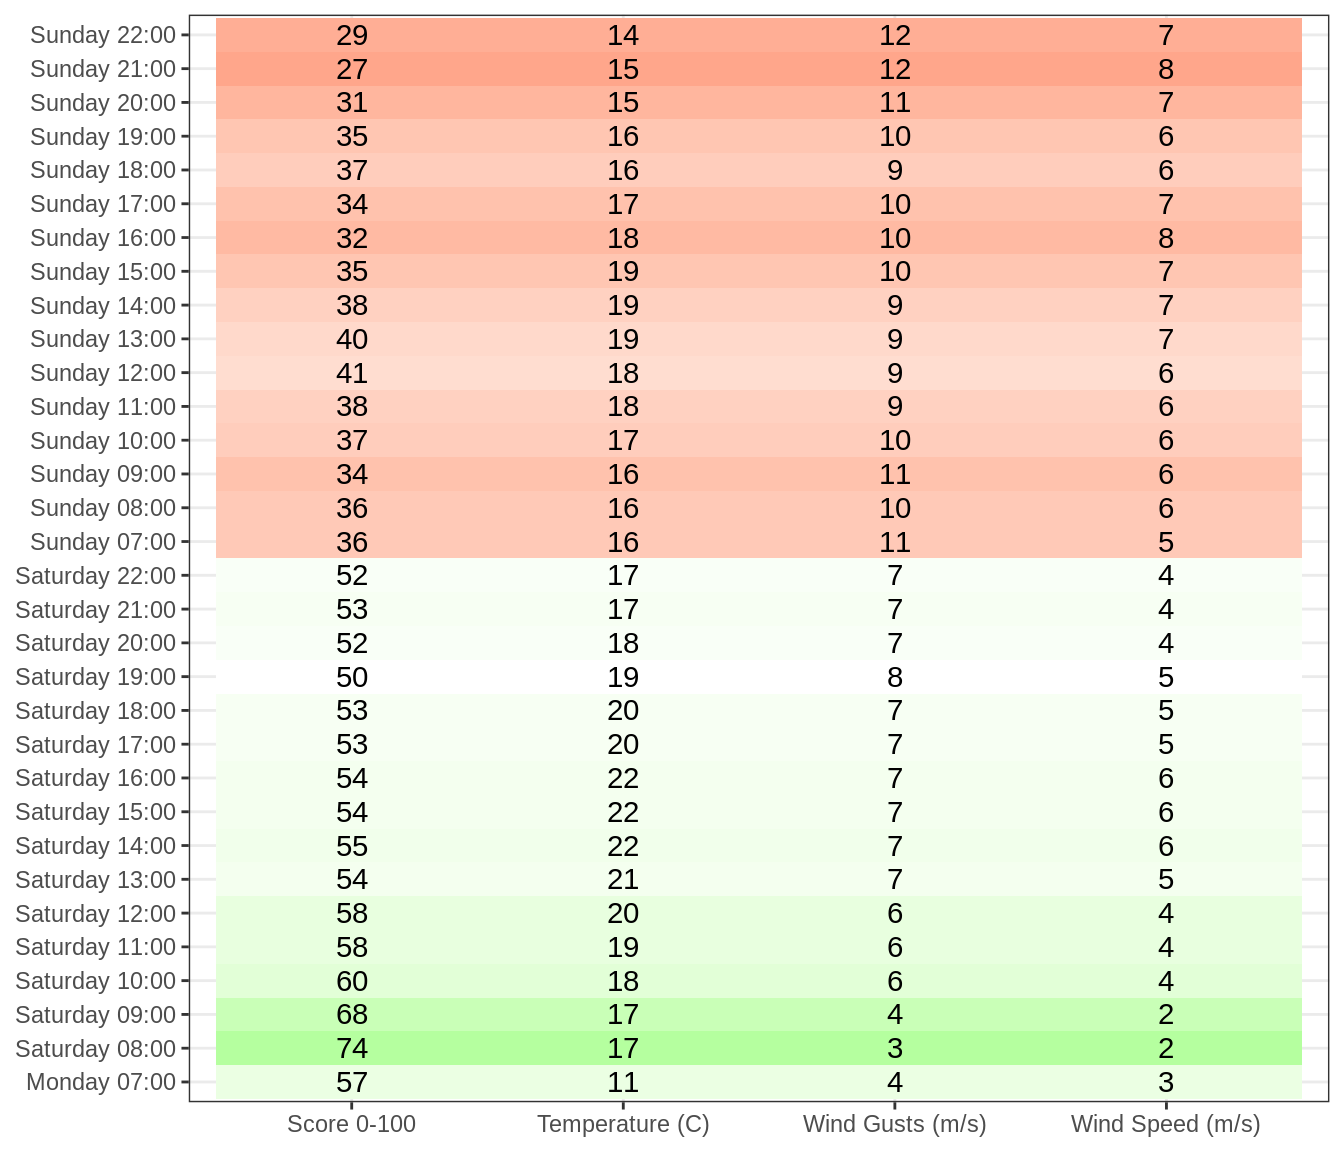 Sunday 22:00 29 14 12 7
Sunday 21:00 27 15 12 8
Sunday 20:00 31 15 11 7
Sunday 19:00 35 16 10 6
Sunday 18:00 37 16 9 6
Sunday 17:00 34 17 10 7
Sunday 16:00 32 18 10 8
Sunday 15:00 35 19 10 7
Sunday 14:00 38 19 9 7
Sunday 13:00 40 19 9 7
Sunday 12:00 41 18 9 6
Sunday 11:00 38 18 9 6
Sunday 10:00 37 17 10 6
Sunday 09:00 34 16 11 6
Sunday 08:00 36 16 10 6
Sunday 07:00 36 16 11 5
Saturday 22:00 52 17 7 4
Saturday 21:00 53 17 7 4
Saturday 20:00 52 18 7 4
Saturday 19:00 50 19 8 5
Saturday 18:00 53 20 7 5
Saturday 17:00 53 20 7 5
Saturday 16:00 54 22 7 6
Saturday 15:00 54 22 7 6
Saturday 14:00 55 22 7 6
Saturday 13:00 54 21 7 5
Saturday 12:00 58 20 6 4
Saturday 11:00 58 19 6 4
Saturday 10:00 60 18 6 4
Saturday 09:00 68 17 4 2
Saturday 08:00 74 17 3 2
Monday 07:00 57 11 4 3
Score 0-100 Temperature (C) Wind Gusts (m/s) Wind Speed (m/s)